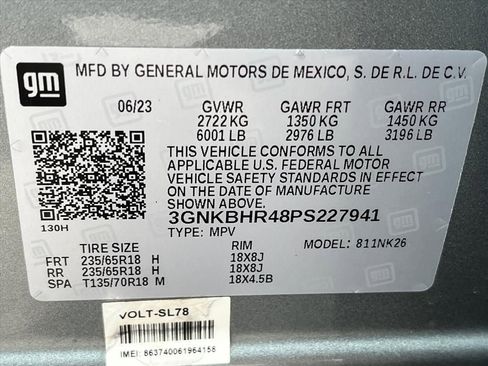 gm
MFD BY GENERAL MOTORS DE MEXICO, S. DE R.L. DE C.V.
06/23 GVWR GAWR FRT GAWR RR
2722 KG 1350 KG 1450 KG
6001 LB 2976 LB 3196 LB
THIS VEHICLE CONFORMS TO ALL
APPLICABLE U.S. FEDERAL MOTOR
VEHICLE SAFETY STANDARDS IN EFFECT
ON THE DATE OF MANUFACTURE
SHOWN ABOVE.
3GNKBHR48PS227941
130H TYPE: MPV MODEL: 811NK26
TIRE SIZE RIM
FRT 235/65R18 H 18X8J
RR 235/65R18 H 18X8J
SPA T135/70R18 M 18X4.5B
VOLT-SL78
IMEI: 863740061964158